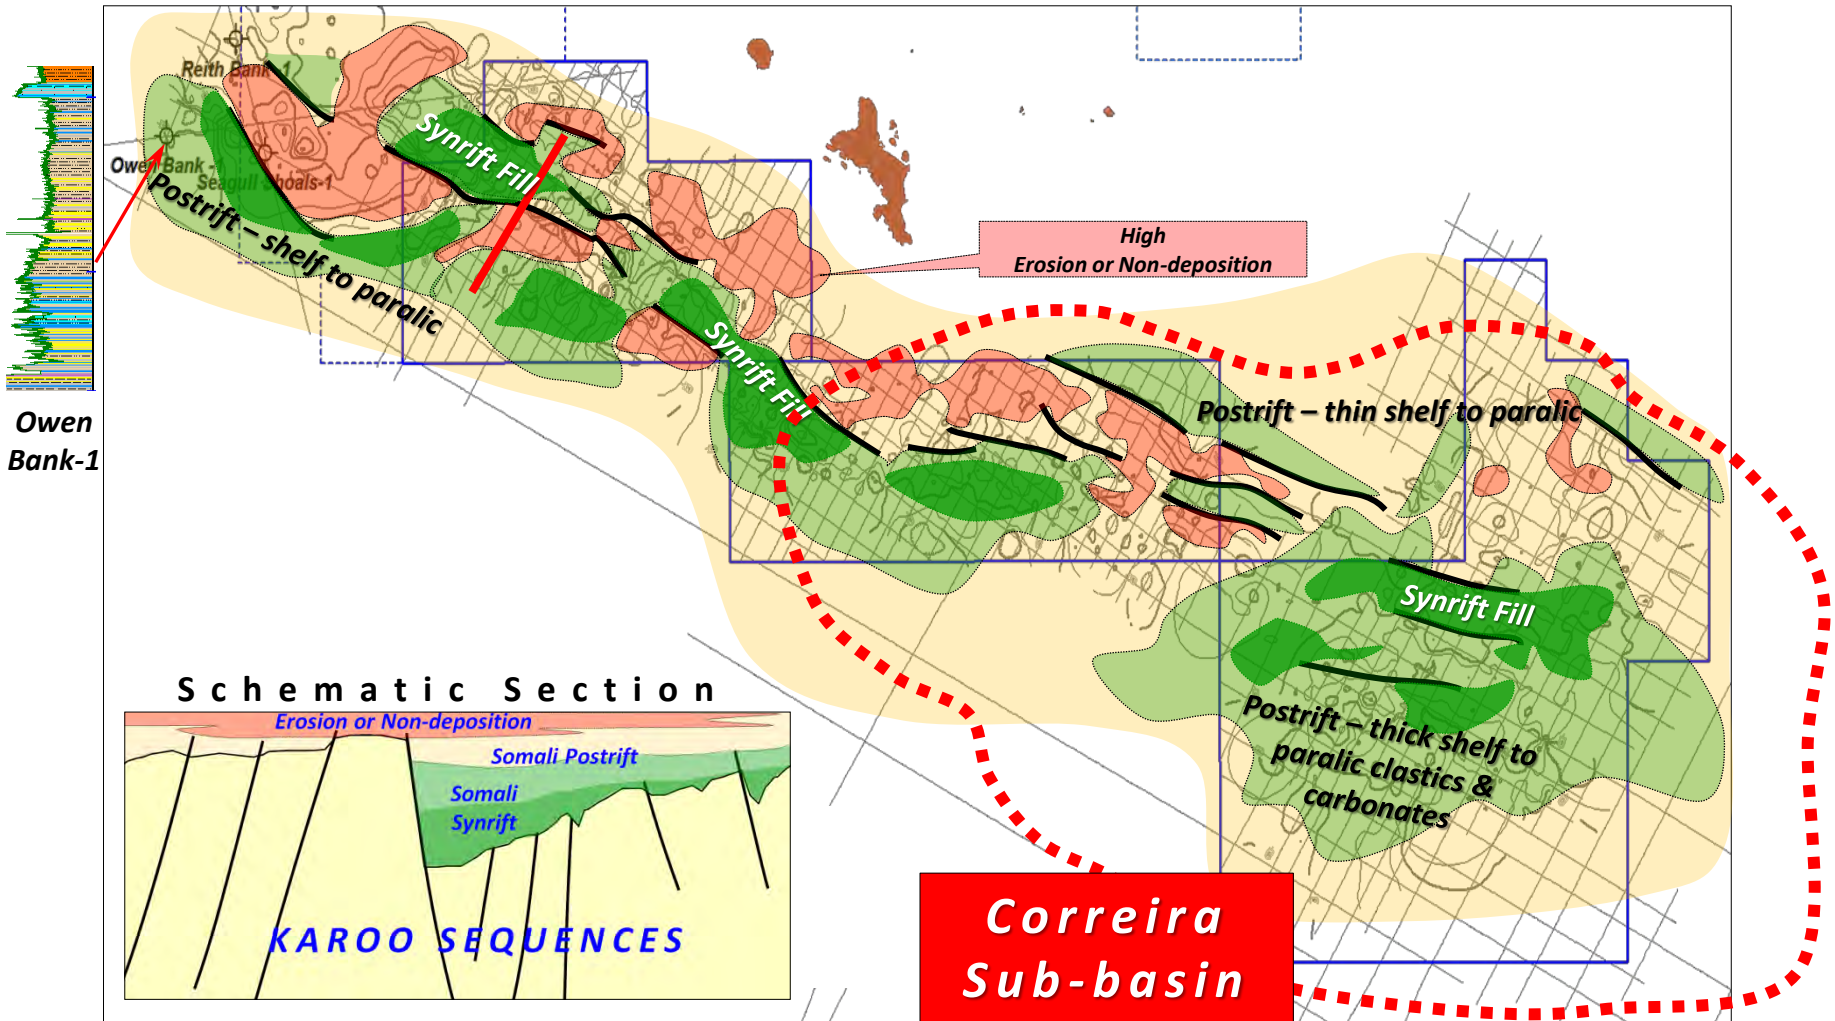 Reith Bank -1
Owen Bank -1
Seagull Shoals-1
Owen
Bank-1
Postrift – shelf to paralic
Synrift Fill
Synrift Fill
High
Erosion or Non-deposition
Postrift – thin shelf to paralic
Synrift Fill
Postrift – thick shelf to
paralic clastics &
carbonates
Schematic Section
Erosion or Non-deposition
Somali Postrift
Somali
Synrift
KAROO SEQUENCES
Correira
Sub-basin